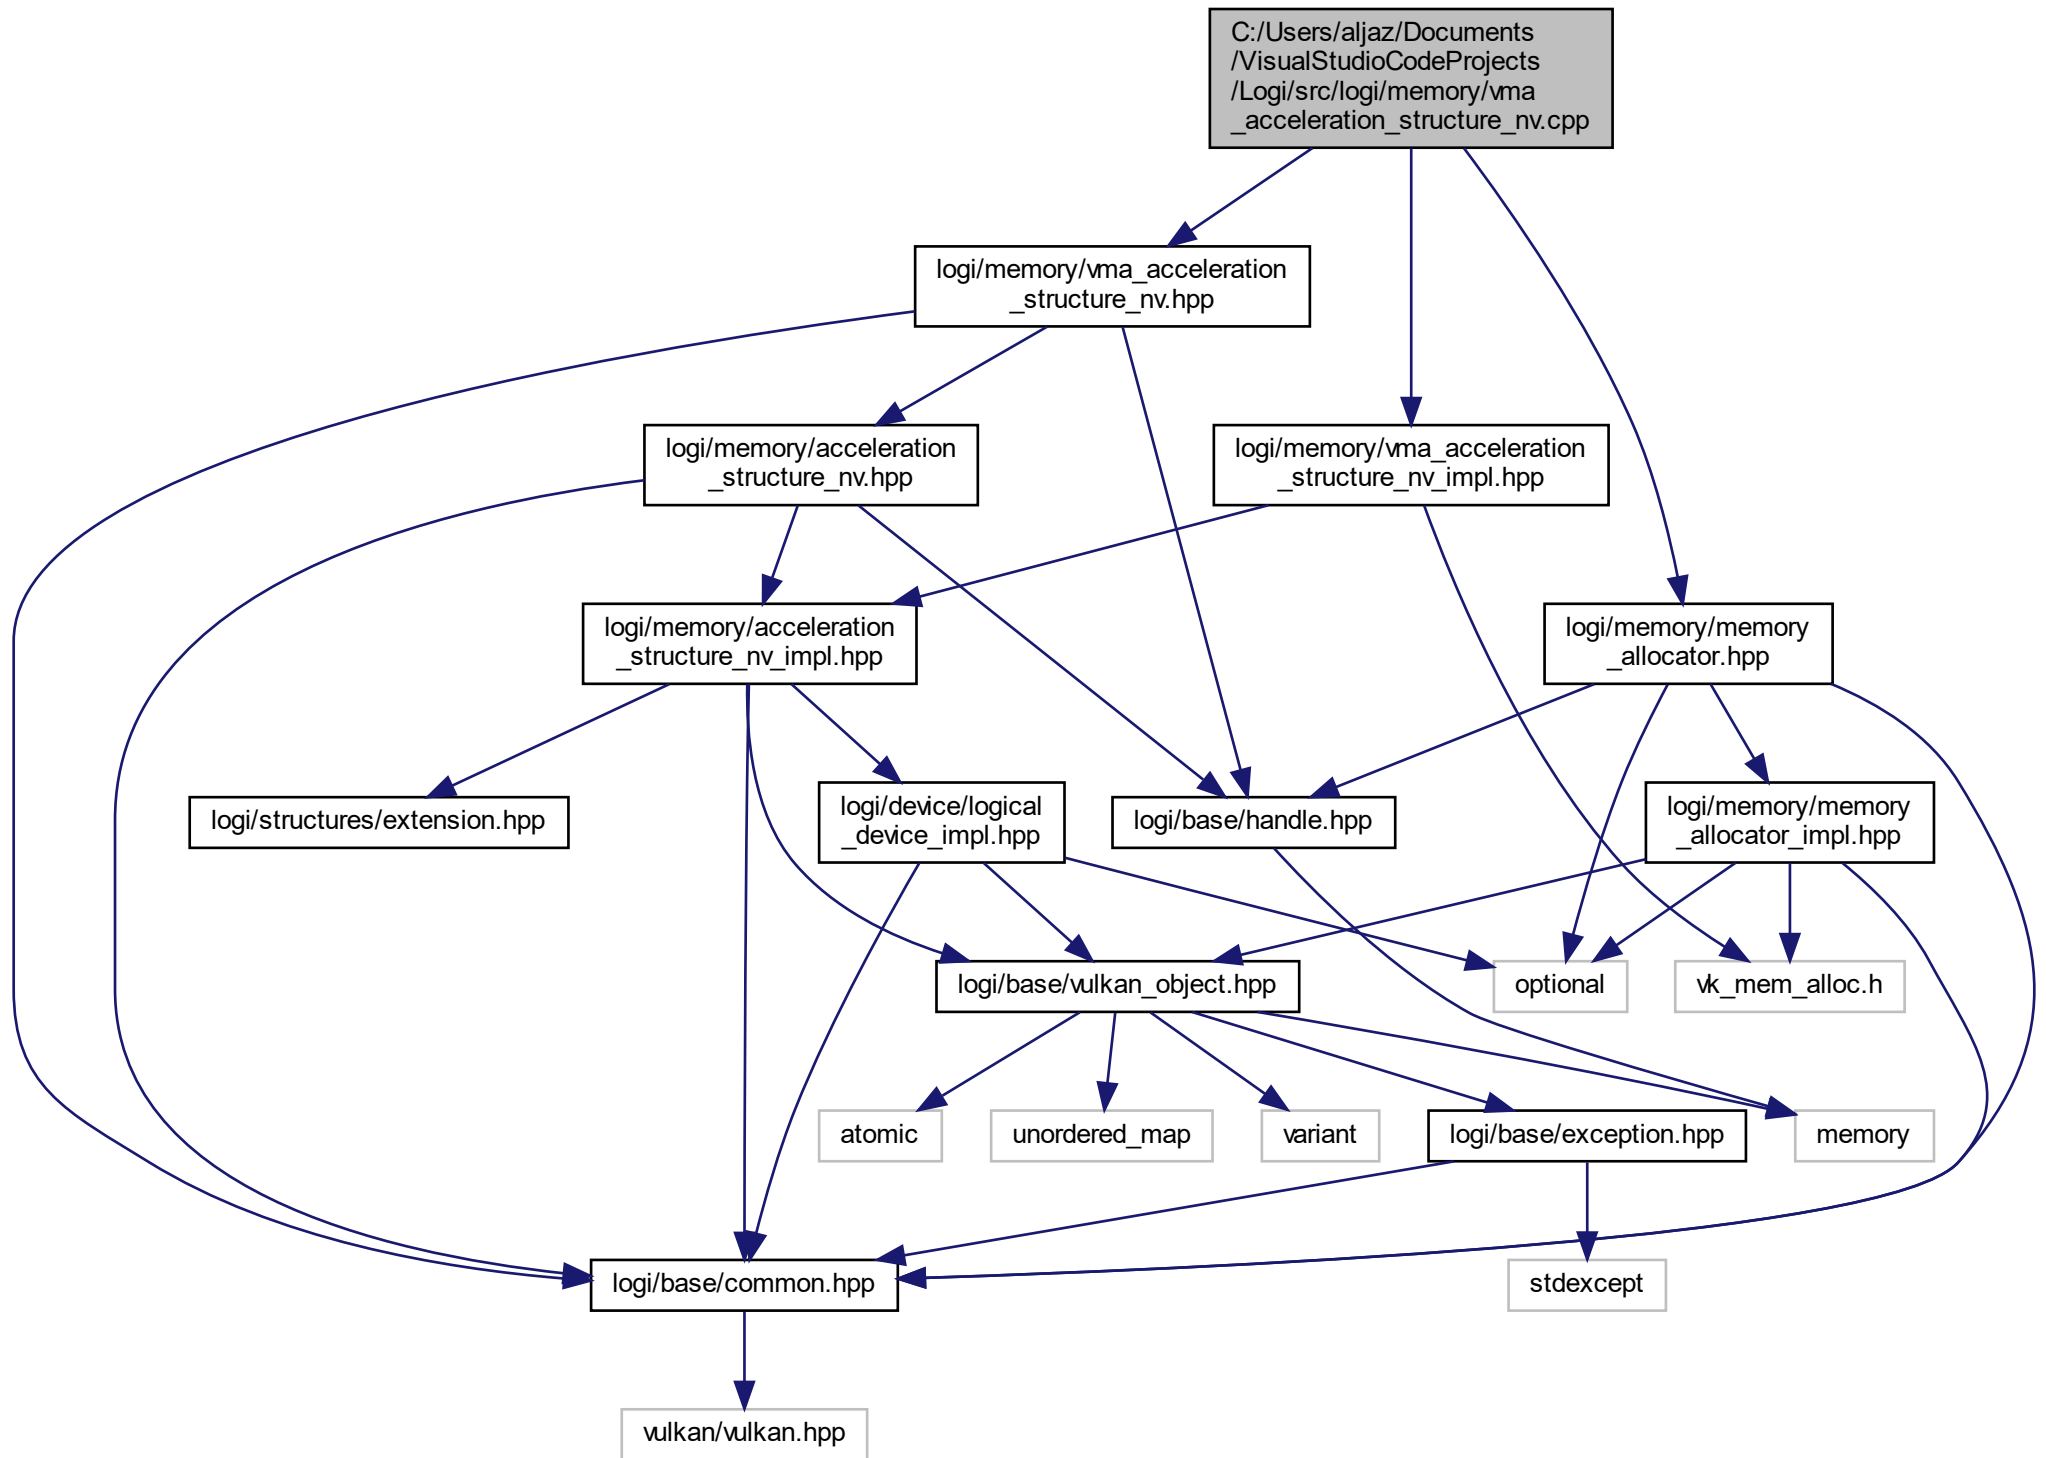 C:/Users/aljaz/Documents
/VisualStudioCodeProjects
/Logi/src/logi/memory/vma
_acceleration_structure_nv.cpp
logi/memory/vma_acceleration
_structure_nv.hpp
logi/memory/acceleration
_structure_nv.hpp
logi/memory/vma_acceleration
_structure_nv_impl.hpp
logi/memory/acceleration
_structure_nv_impl.hpp
logi/memory/memory
_allocator.hpp
logi/structures/extension.hpp
logi/device/logical
_device_impl.hpp
logi/base/handle.hpp
logi/memory/memory
_allocator_impl.hpp
logi/base/vulkan_object.hpp
optional
vk_mem_alloc.h
atomic
unordered_map
variant
logi/base/exception.hpp
memory
logi/base/common.hpp
stdexcept
vulkan/vulkan.hpp